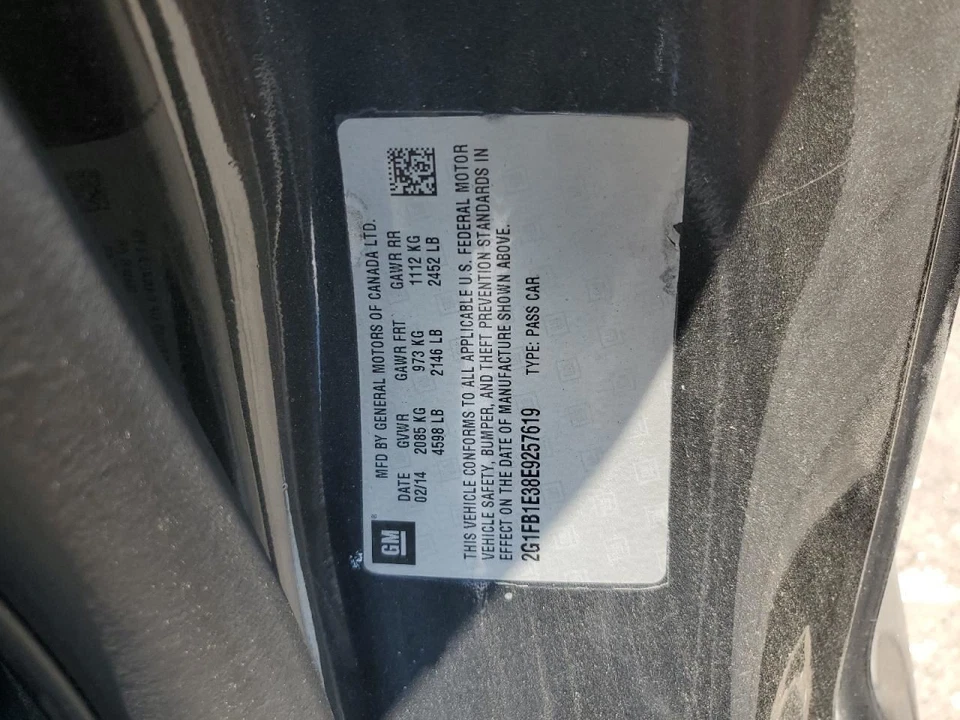 GM
MFD BY GENERAL MOTORS OF CANADA LTD.
DATE GVWR GAWR FRT GAWR RR
02/14 2085 KG 973 KG 1112 KG
4598 LB 2146 LB 2452 LB
THIS VEHICLE CONFORMS TO ALL APPLICABLE U.S. FEDERAL MOTOR
VEHICLE SAFETY, BUMPER, AND THEFT PREVENTION STANDARDS IN
EFFECT ON THE DATE OF MANUFACTURE SHOWN ABOVE.
2G1FB1E38E9257619 TYPE: PASS CAR